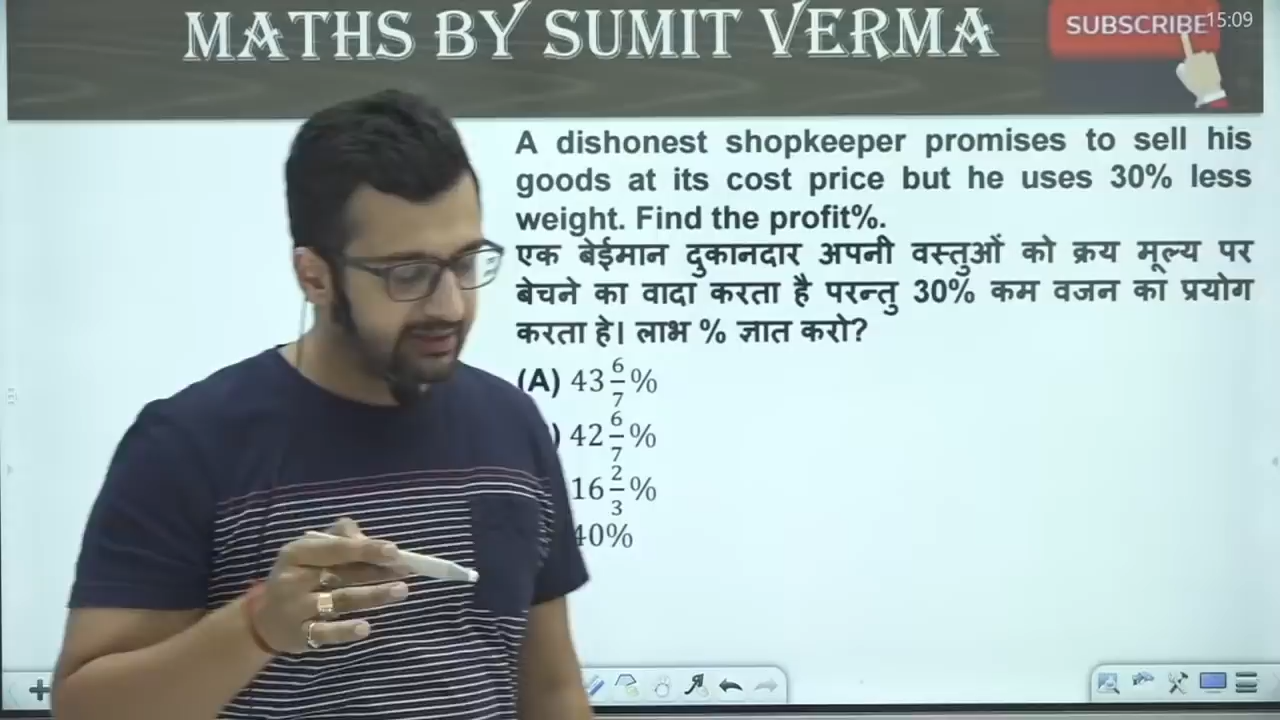 MATHS BY SUMIT VERMA
SUBSCRIBE
15:09
A dishonest shopkeeper promises to sell his
goods at its cost price but he uses 30% less
weight. Find the profit%.
एक बेईमान दुकानदार अपनी वस्तुओं को क्रय मूल्य पर
बेचने का वादा करता है परन्तु 30% कम वजन का प्रयोग
करता हे। लाभ % ज्ञात करो?
(A) 43 6/7 %
) 42 6/7 %
16 2/3 %
40%